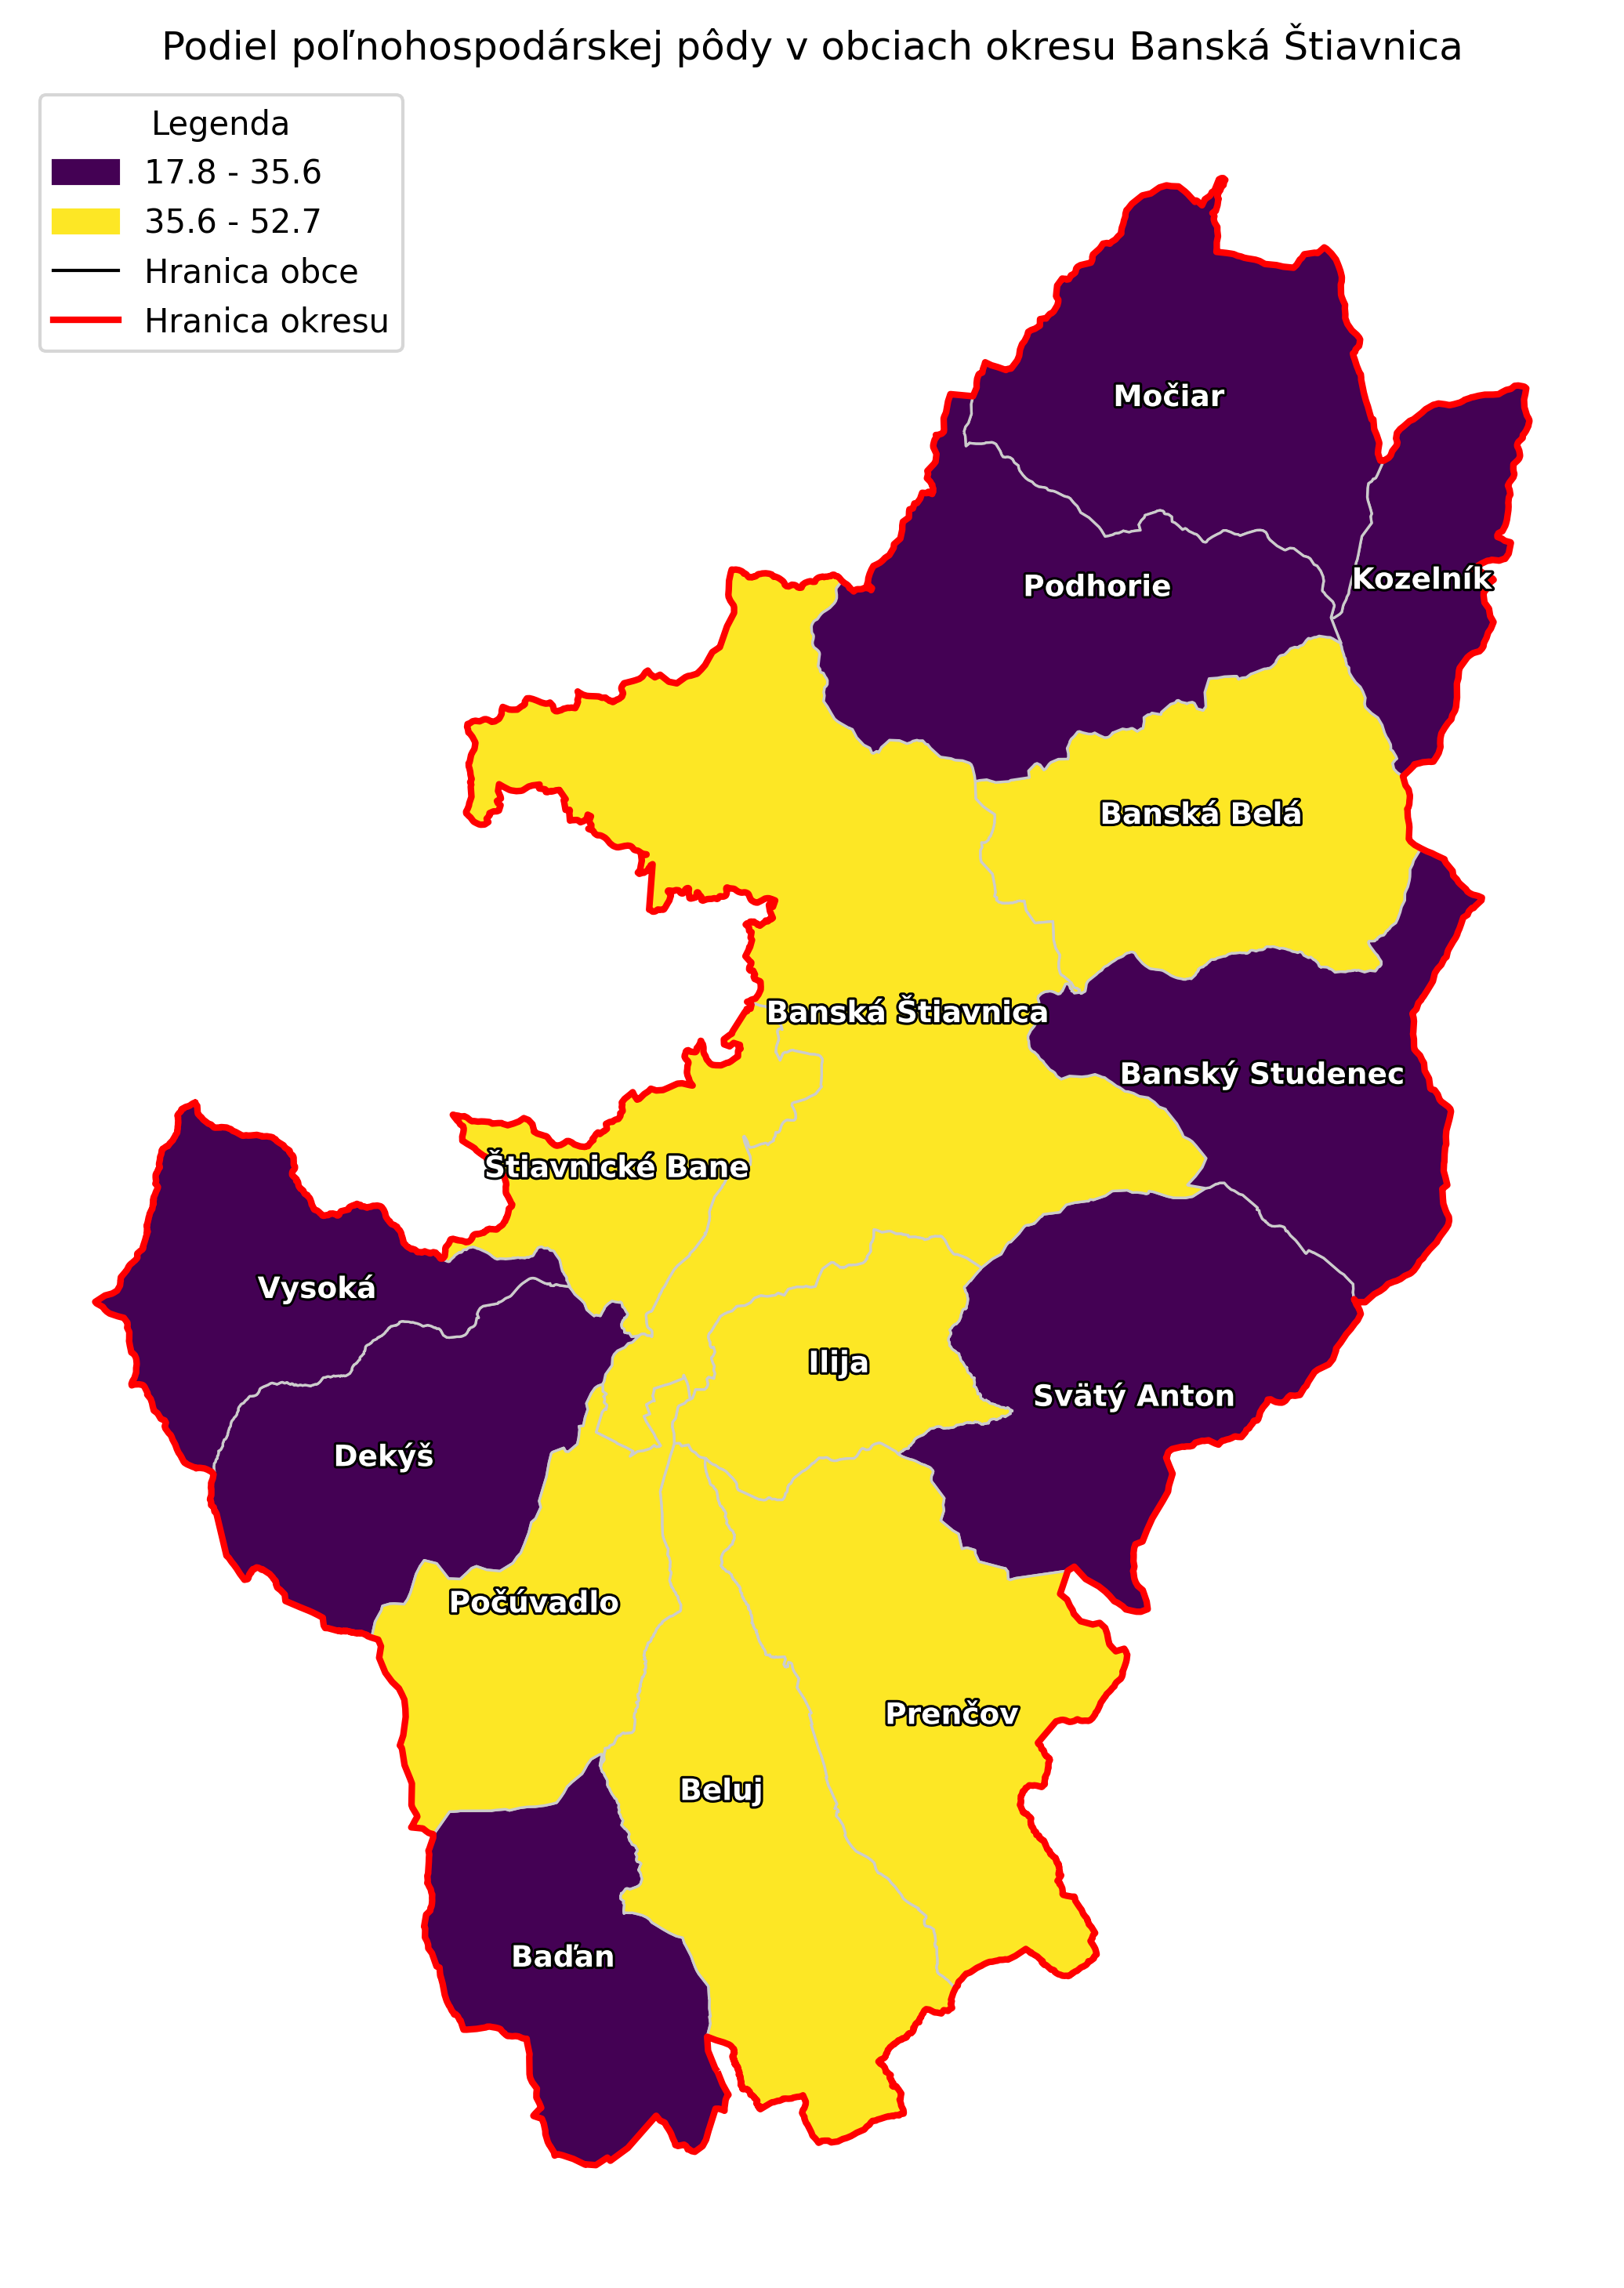 Podiel poľnohospodárskej pôdy v obciach okresu Banská Štiavnica
Legenda
17.8 - 35.6
35.6 - 52.7
Hranica obce
Hranica okresu
Močiar
Kozelník
Podhorie
Banská Belá
Banská Štiavnica
Banský Studenec
Štiavnické Bane
Vysoká
Ilija
Svätý Anton
Dekýš
Počúvadlo
Prenčov
Beluj
Baďan